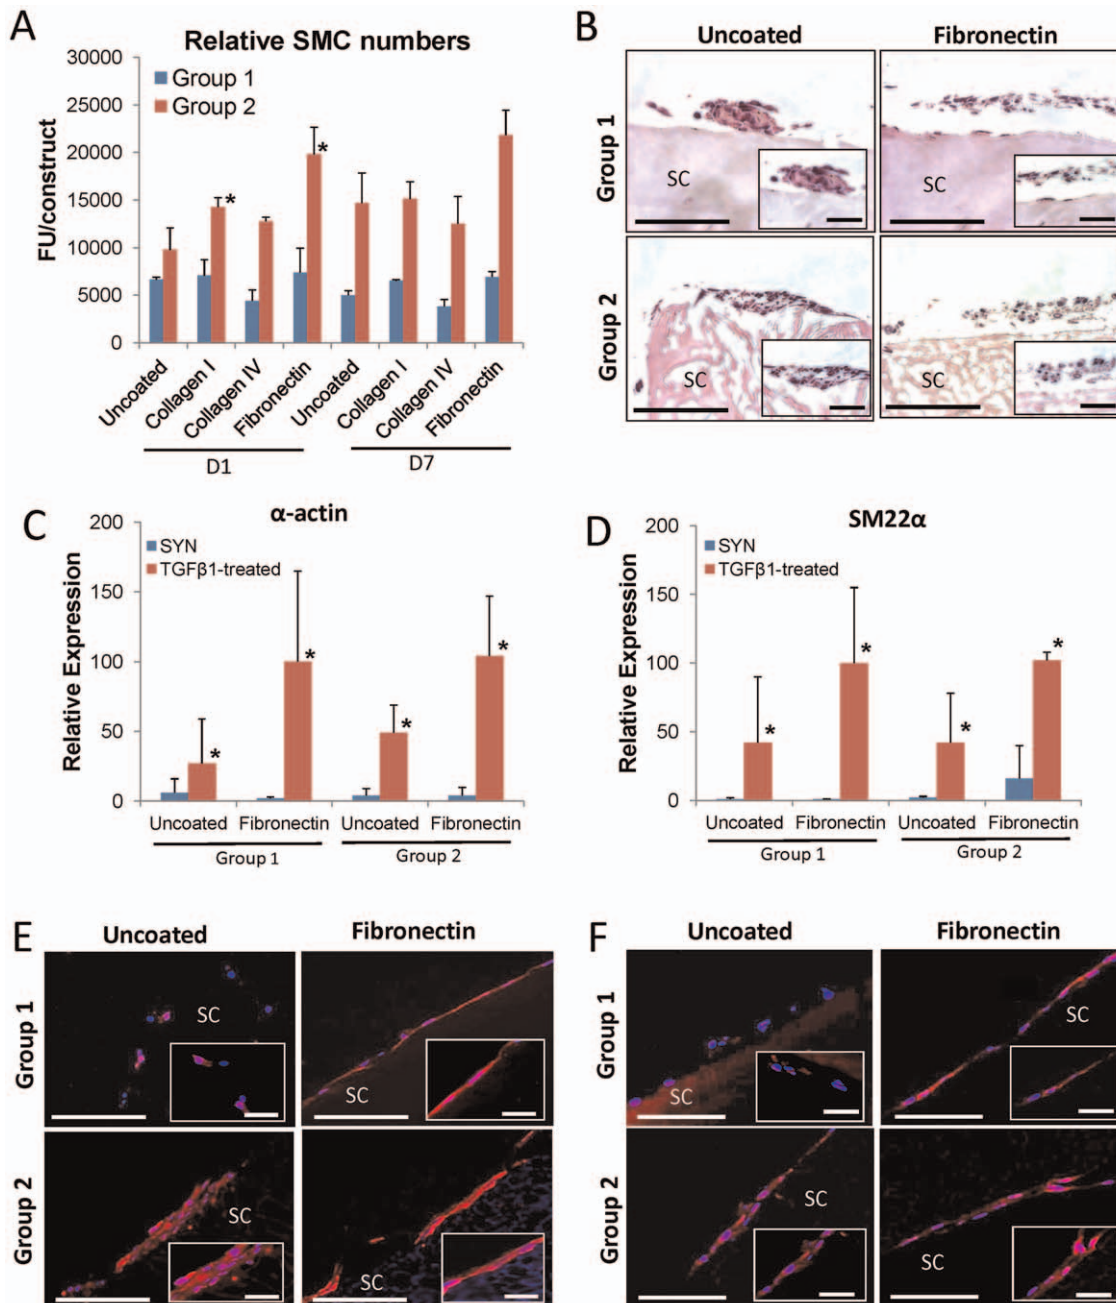 A
Relative SMC numbers
Group 1
Group 2
FU/construct
30000
25000
20000
15000
10000
5000
0
Uncoated
Collagen I
Collagen IV
Fibronectin
Uncoated
Collagen I
Collagen IV
Fibronectin
*
*
D1
D7
B
Uncoated
Fibronectin
Group 1
SC
SC
Group 2
SC
SC
C
α-actin
SYN
TGFβ1-treated
Relative Expression
200
150
100
50
0
*
*
*
*
Uncoated Fibronectin Uncoated Fibronectin
Group 1
Group 2
D
SM22α
SYN
TGFβ1-treated
Relative Expression
200
150
100
50
0
*
*
*
*
Uncoated Fibronectin Uncoated Fibronectin
Group 1
Group 2
E
Uncoated
Fibronectin
Group 1
SC
SC
Group 2
SC
SC
F
Uncoated
Fibronectin
Group 1
SC
SC
Group 2
SC
SC